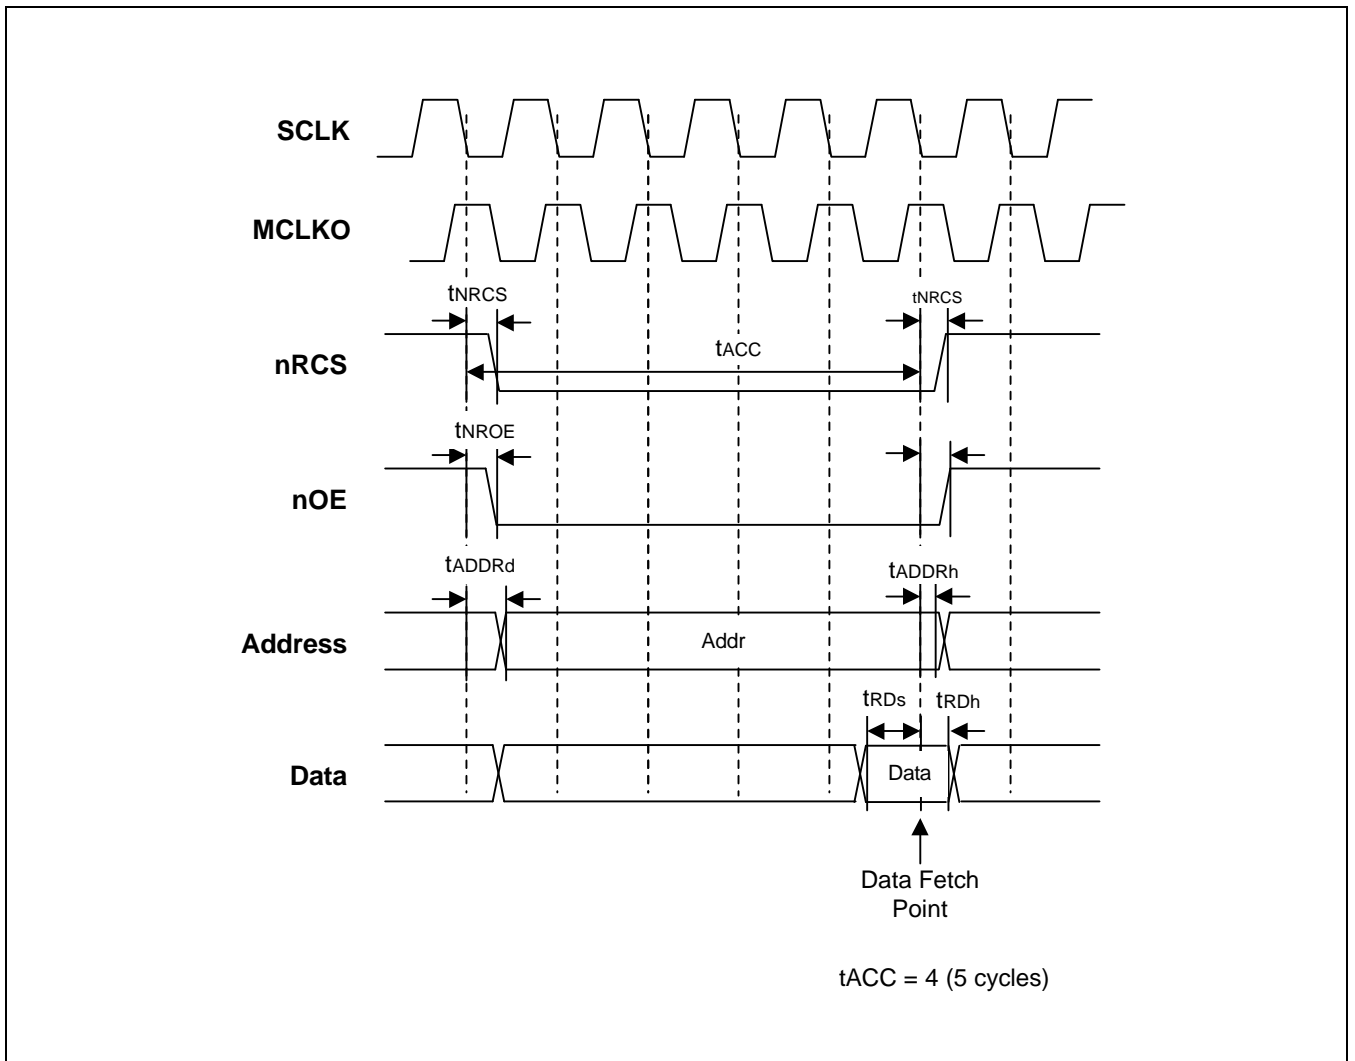 SCLK
MCLKO
tNRCS
tNRCS
nRCS
tACC
tNROE
nOE
tADDRd
tADDRh
Address
Addr
tRDs
tRDh
Data
Data
Data Fetch
Point
tACC = 4 (5 cycles)